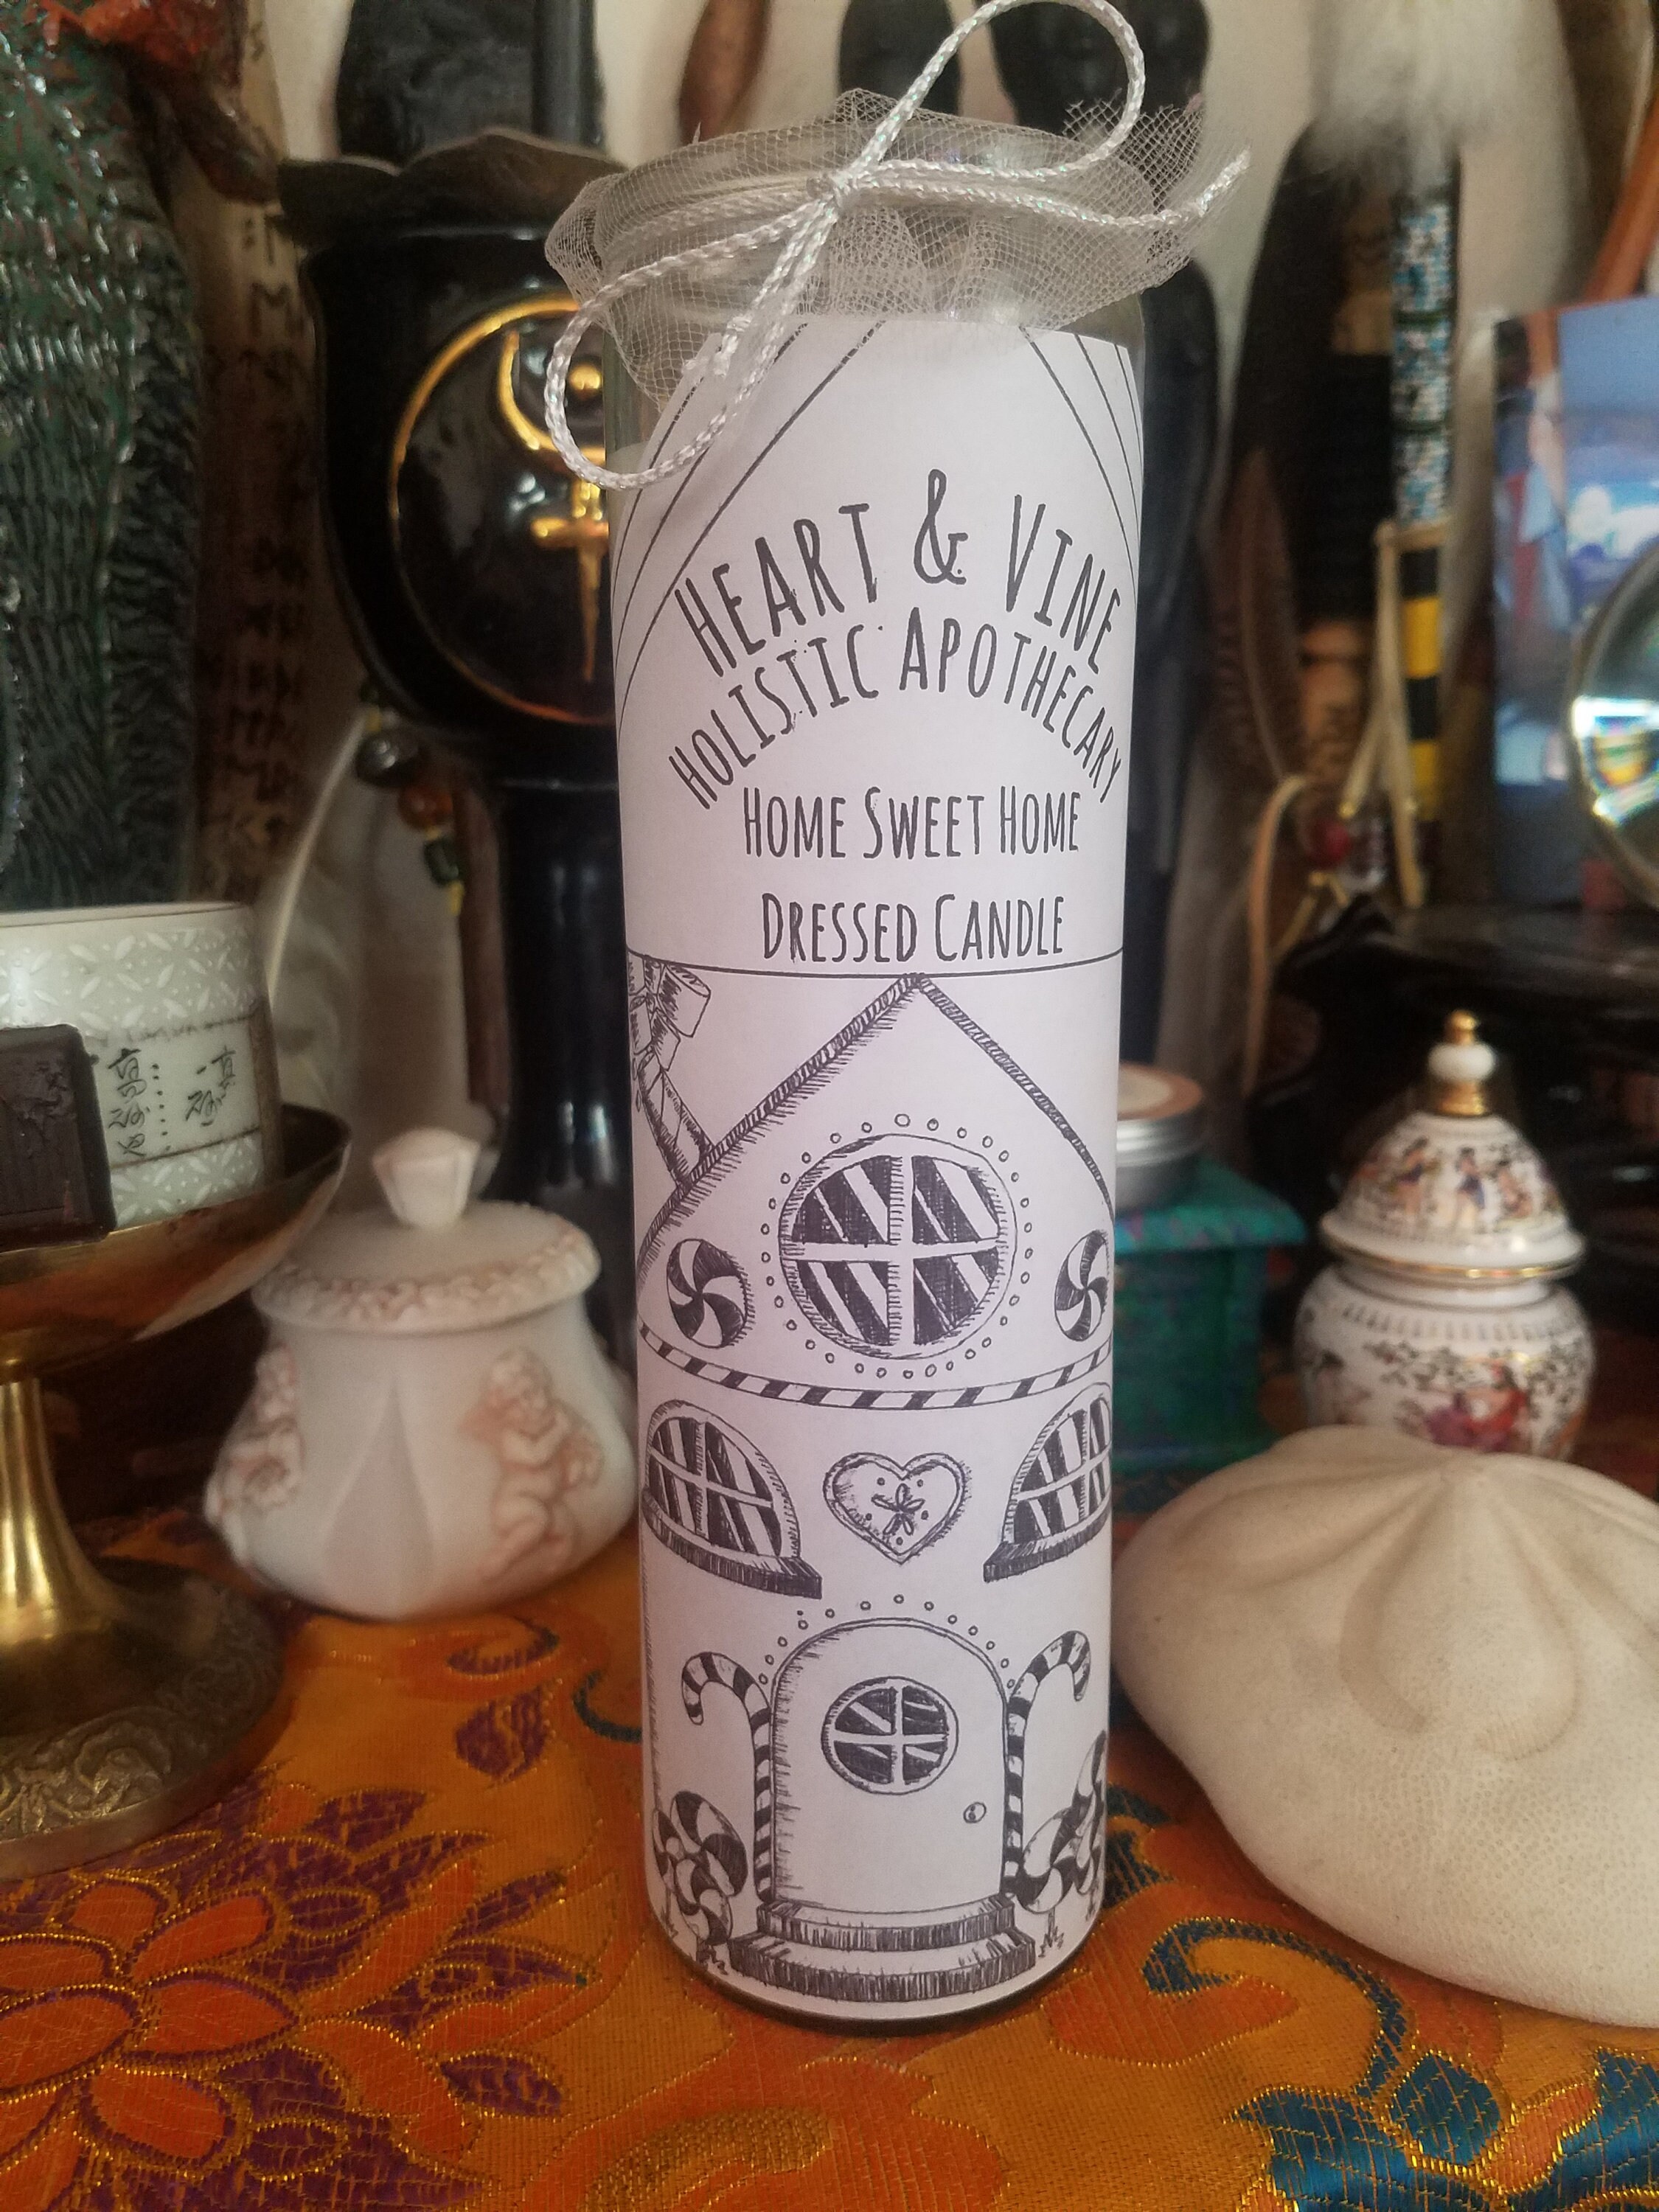 HEART & VINE
HOLISTIC APOTHECARY
HOME SWEET HOME
DRESSED CANDLE